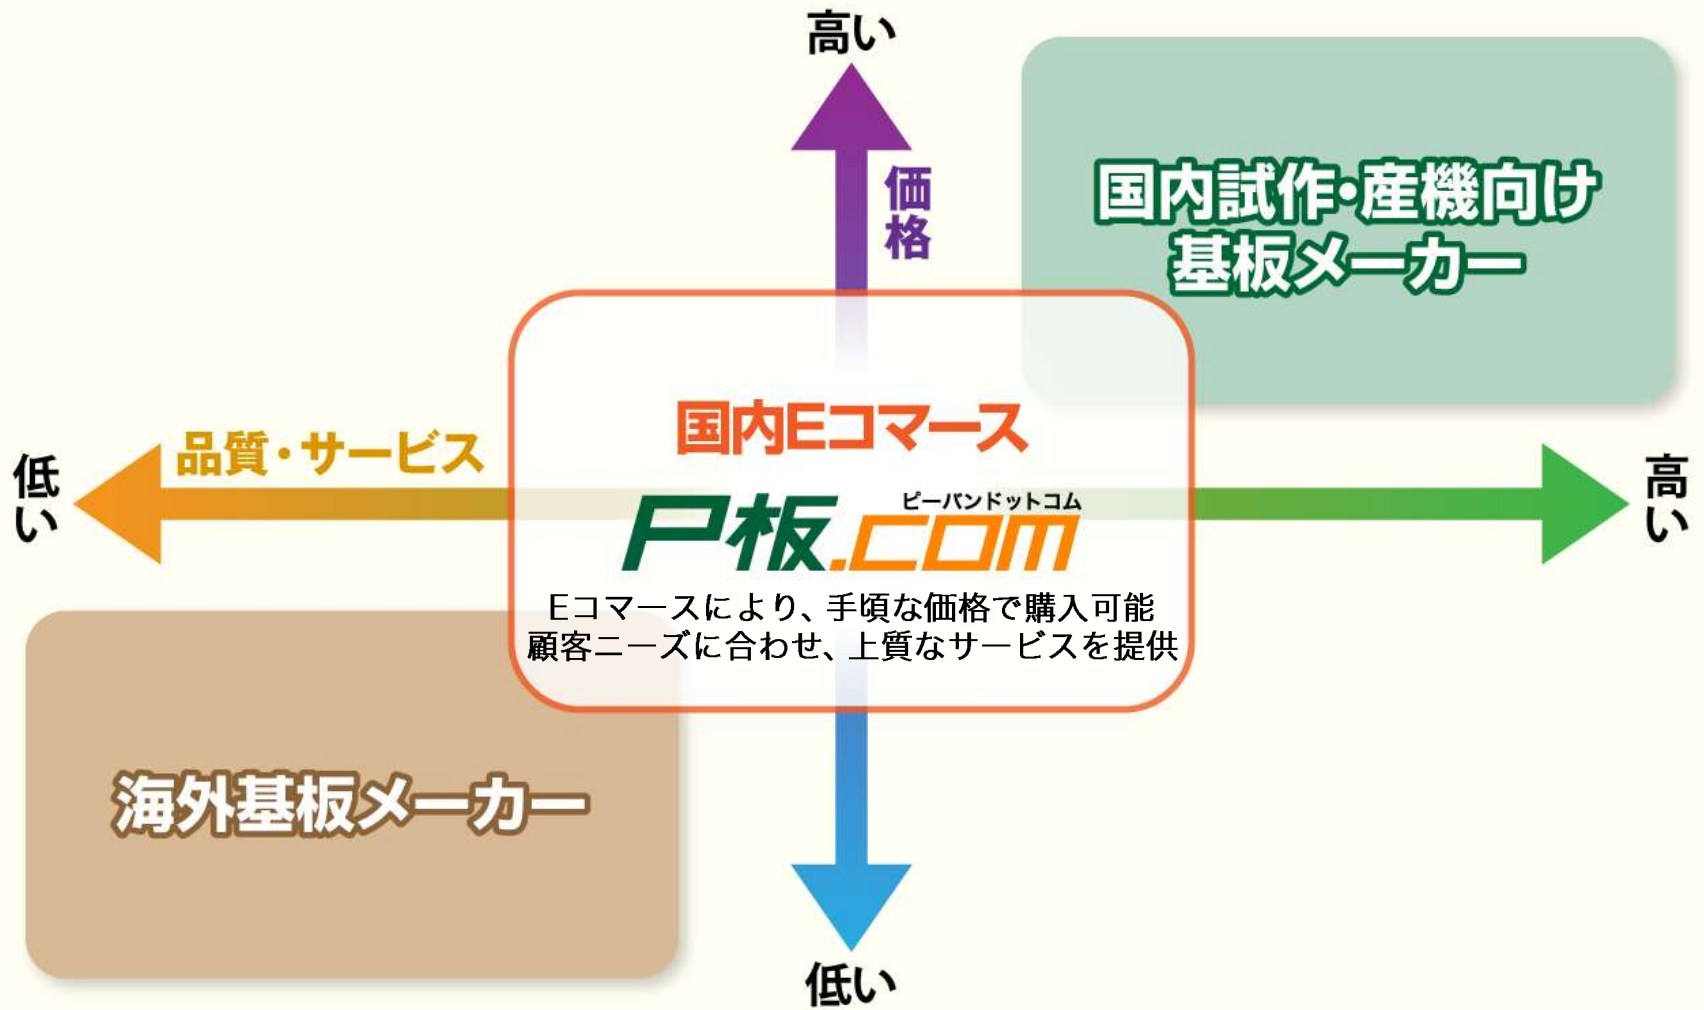 高い
価格
国内試作・産機向け
基板メーカー
国内Eコマース
品質・サービス
低い
高い
ピーバンドットコム
P板.com
Eコマースにより、手頃な価格で購入可能
顧客ニーズに合わせ、上質なサービスを提供
海外基板メーカー
低い